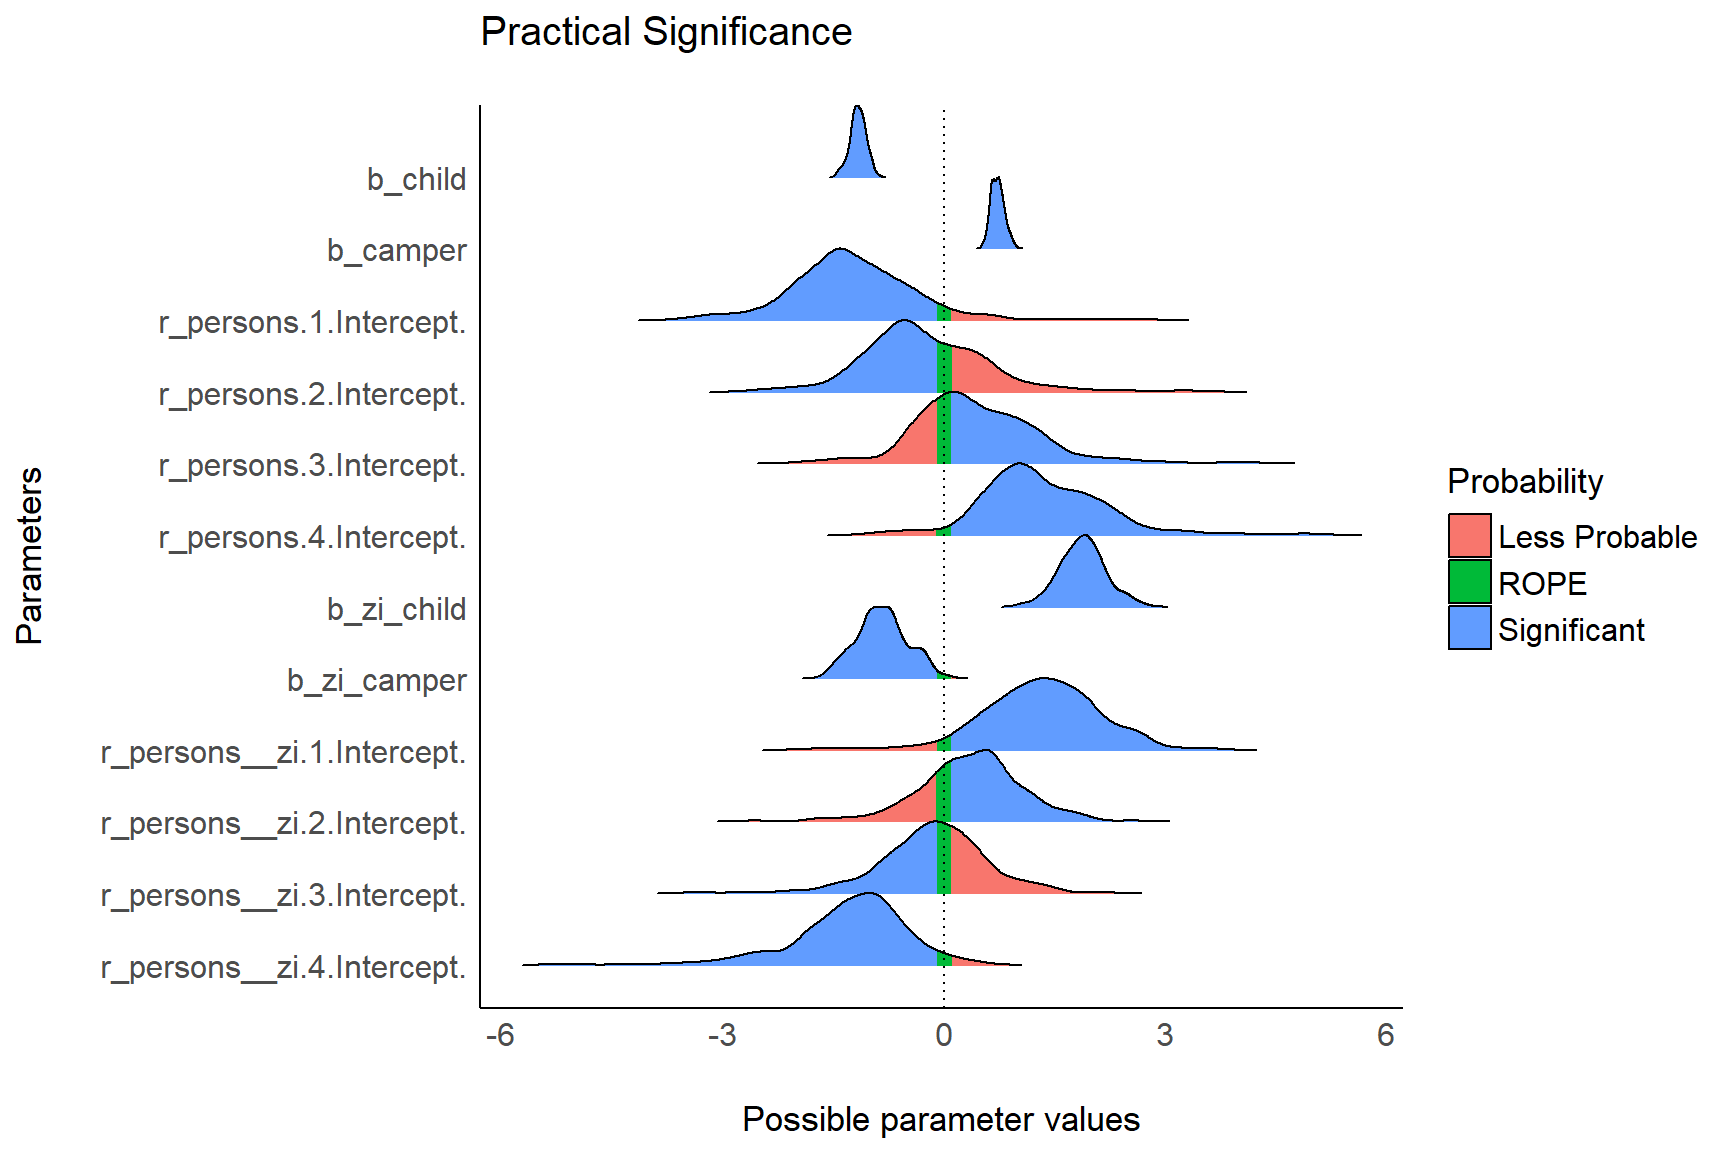 Practical Significance
b_child
b_camper
r_persons.1.Intercept.
r_persons.2.Intercept.
r_persons.3.Intercept.
r_persons.4.Intercept.
b_zi_child
b_zi_camper
r_persons__zi.1.Intercept.
r_persons__zi.2.Intercept.
r_persons__zi.3.Intercept.
r_persons__zi.4.Intercept.
Parameters
-6 -3 0 3 6
Possible parameter values
Probability
Less Probable
ROPE
Significant